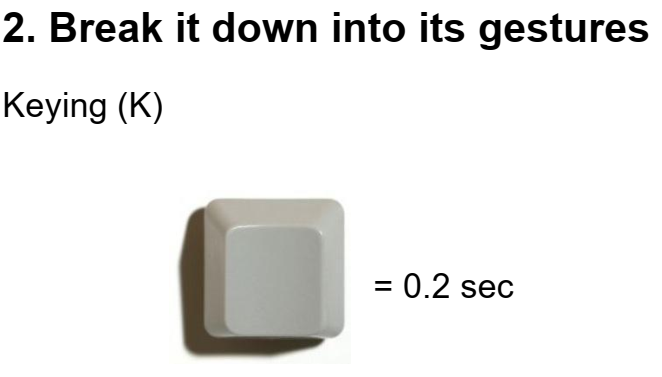 2. Break it down into its gestures
Keying (K)
= 0.2 sec